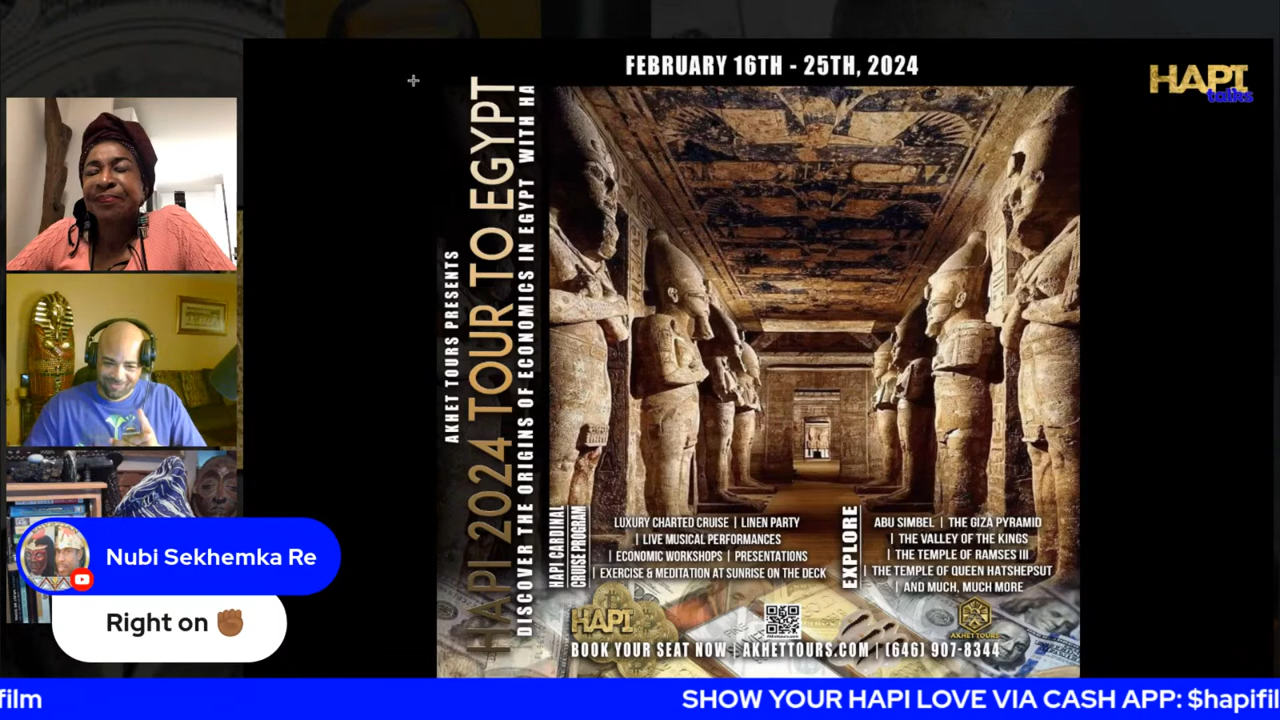 FEBRUARY 16TH - 25TH, 2024
HAPI
talks
AKHET TOURS PRESENTS
HAPI 2024 TOUR TO EGYPT
DISCOVER THE ORIGINS OF ECONOMICS IN EGYPT WITH HA
HAPI CARDINAL
CRUISE PROGRAM
LUXURY CHARTED CRUISE | LINEN PARTY
| LIVE MUSICAL PERFORMANCES
| ECONOMIC WORKSHOPS | PRESENTATIONS
| EXERCISE & MEDITATION AT SUNRISE ON THE DECK
EXPLORE
ABU SIMBEL | THE GIZA PYRAMID
| THE VALLEY OF THE KINGS
| THE TEMPLE OF RAMSES III
| THE TEMPLE OF QUEEN HATSHEPSUT
| AND MUCH, MUCH MORE
HAPI
AKHET TOURS
BOOK YOUR SEAT NOW | AKHETTOURS.COM | (646) 907-8344
Nubi Sekhemka Re
Right on ✊🏾
film
SHOW YOUR HAPI LOVE VIA CASH APP: $hapifil